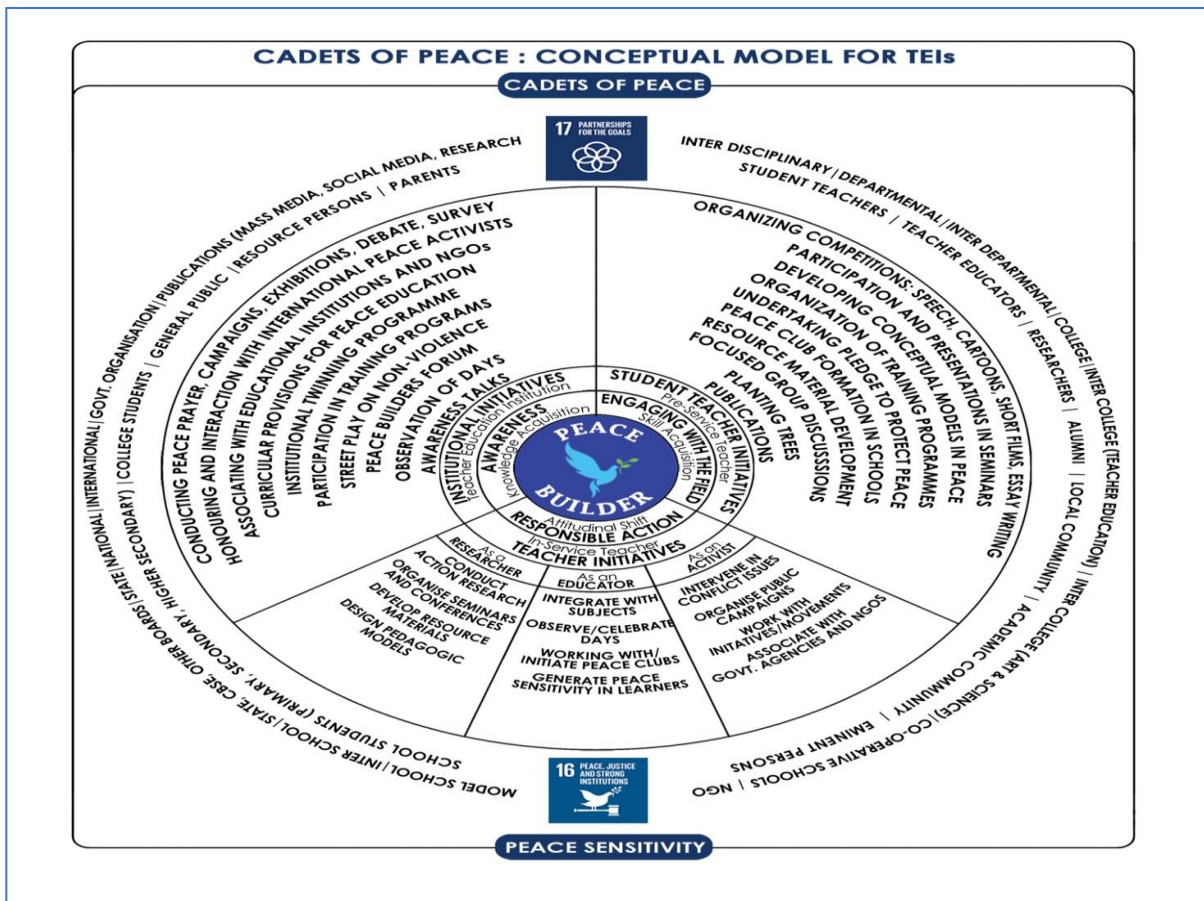 CADETS OF PEACE : CONCEPTUAL MODEL FOR TEIs
CADETS OF PEACE
17 PARTNERSHIPS
FOR THE GOALS
MODEL SCHOOL | INTER SCHOOL | STATE, CBSE, OTHER BOARDS | STATE | NATIONAL | INTERNATIONAL | GOVT. ORGANISATION | PUBLICATIONS (MASS MEDIA, SOCIAL MEDIA, RESEARCH
SCHOOL STUDENTS (PRIMARY, SECONDARY, HIGHER SECONDARY) | COLLEGE STUDENTS | GENERAL PUBLIC | RESOURCE PERSONS | PARENTS
INTER DISCIPLINARY | DEPARTMENTAL | INTER DEPARTMENTAL | COLLEGE | INTER COLLEGE (TEACHER EDUCATION) | INTER COLLEGE (ART & SCIENCE) | CO-OPERATIVE SCHOOLS | NGO
STUDENT TEACHERS | TEACHER EDUCATORS | RESEARCHERS | ALUMNI | LOCAL COMMUNITY | ACADEMIC COMMUNITY | EMINENT PERSONS
CONDUCTING PEACE PRAYER, CAMPAIGNS, EXHIBITIONS, DEBATE, SURVEY
HONOURING AND INTERACTION WITH INTERNATIONAL PEACE ACTIVISTS
ASSOCIATING WITH EDUCATIONAL INSTITUTIONS AND NGOs
CURRICULAR PROVISIONS FOR PEACE EDUCATION
INSTITUTIONAL TWINNING PROGRAMME
PARTICIPATION IN TRAINING PROGRAMS
STREET PLAY ON NON-VIOLENCE
PEACE BUILDERS FORUM
OBSERVATION OF DAYS
AWARENESS TALKS
ORGANIZING COMPETITIONS: SPEECH, CARTOONS, SHORT FILMS, ESSAY WRITING
PARTICIPATION AND PRESENTATIONS IN SEMINARS
DEVELOPING CONCEPTUAL MODELS IN PEACE
ORGANIZATION OF TRAINING PROGRAMMES
UNDERTAKING PLEDGE TO PROTECT PEACE
PEACE CLUB FORMATION IN SCHOOLS
RESOURCE MATERIAL DEVELOPMENT
FOCUSED GROUP DISCUSSSIONS
PLANTING TREES
PUBLICATIONS
INSTITUTIONAL INITIATIVES
Teacher Education Institution
AWARENESS
Knowledge Acquisition
STUDENT TEACHER INITIATIVES
Pre-Service Teacher
ENGAGING WITH THE FIELD
Skill Acquisition
PEACE
BUILDER
Attitudinal Shift
RESPONSIBLE ACTION
In-Service Teacher
TEACHER INITIATIVES
As a
RESEARCHER
CONDUCT
ACTION RESEARCH
ORGANISE SEMINARS
AND CONFERENCES
DEVELOP RESOURCE
MATERIALS
DESIGN PEDAGOGIC
MODELS
As an
EDUCATOR
INTEGRATE WITH
SUBJECTS
OBSERVE/CELEBRATE
DAYS
WORKING WITH/
INITIATE PEACE CLUBS
GENERATE PEACE
SENSITIVITY IN LEARNERS
As an
ACTIVIST
INTERVENE IN
CONFLICT ISSUES
ORGANISE PUBLIC
CAMPAIGNS
WORK WITH
INITATIVES/MOVEMENTS
ASSOCIATE WITH
GOVT. AGENCIES AND NGOS
16 PEACE, JUSTICE
AND STRONG
INSTITUTIONS
PEACE SENSITIVITY